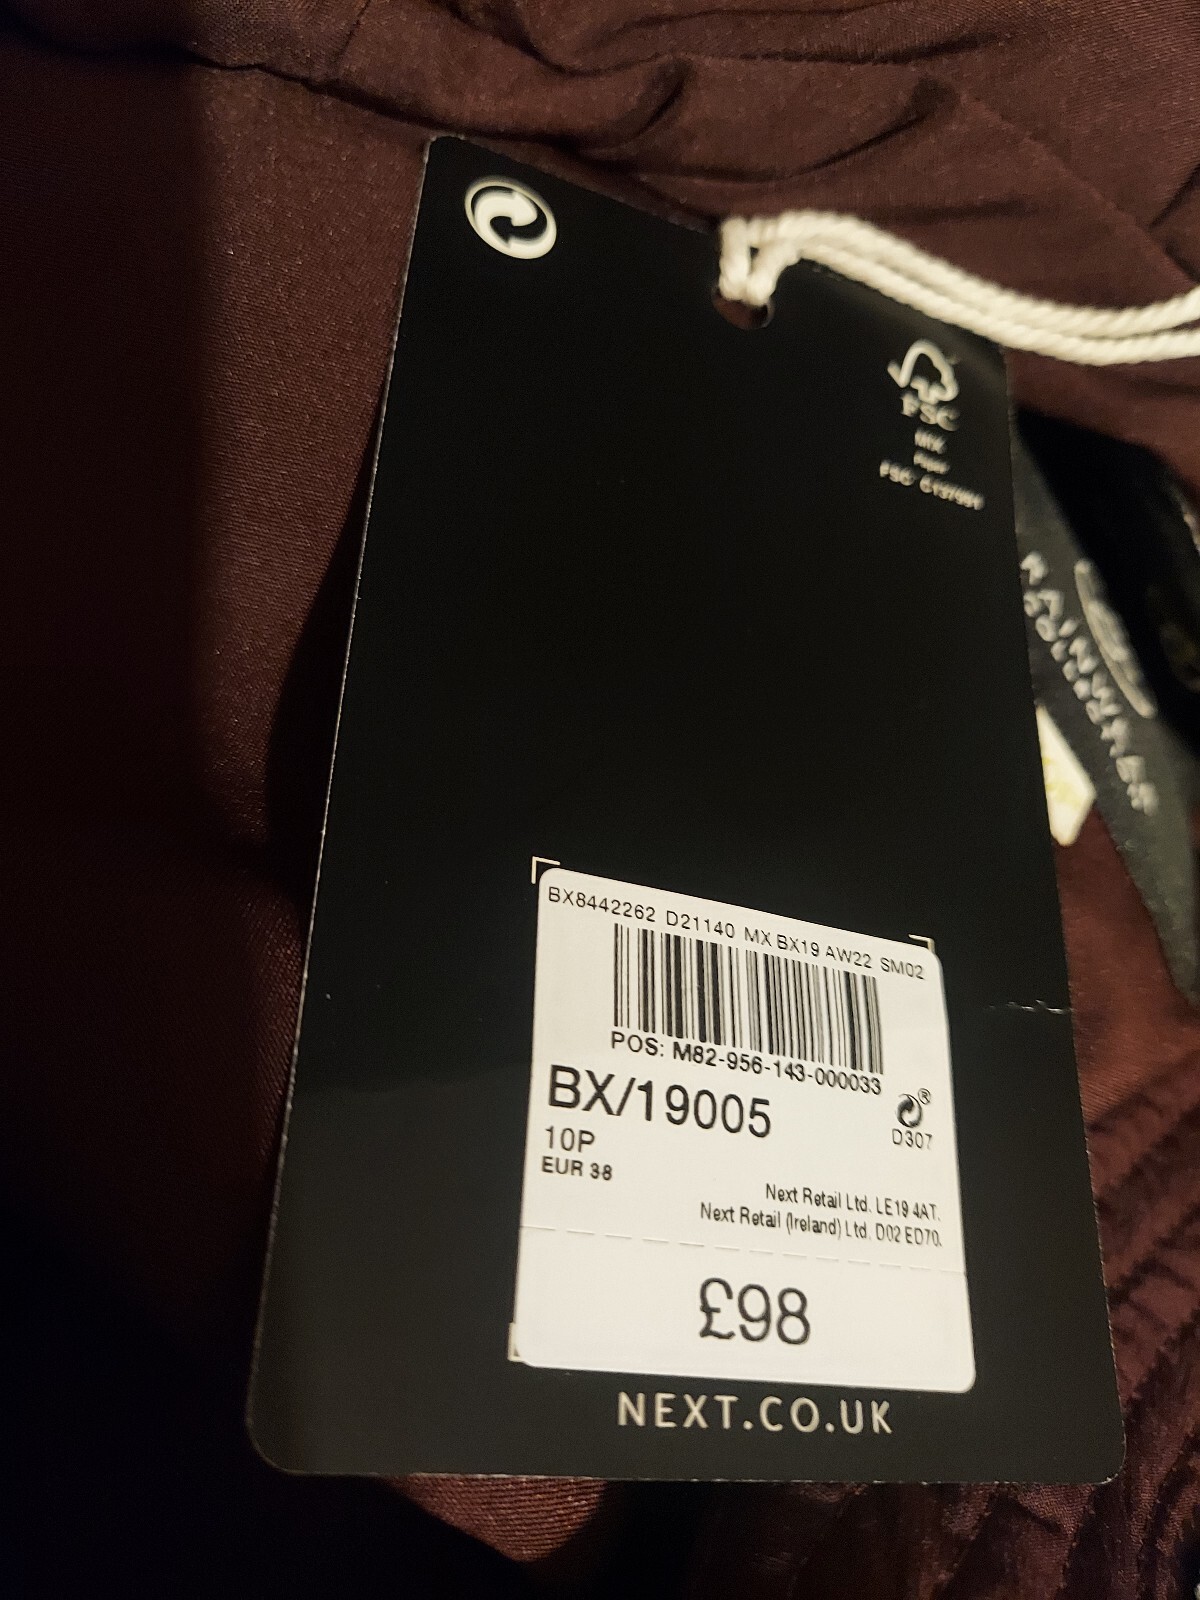 FSC
MIX
Paper
BX8442262 D21140 MX BX19 AW22 SM02
POS: M82-956-143-000033
BX/19005
10P
EUR 38
D307
Next Retail Ltd. LE19 4AT.
Next Retail (Ireland) Ltd. D02 ED70.
£98
NEXT.CO.UK